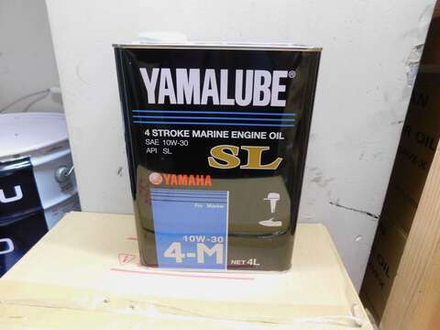 YAMALUBE®
4 STROKE MARINE ENGINE OIL
SAE 10W-30
API SL
SL
YAMAHA
For Marine
10W-30
4-M
NET 4L